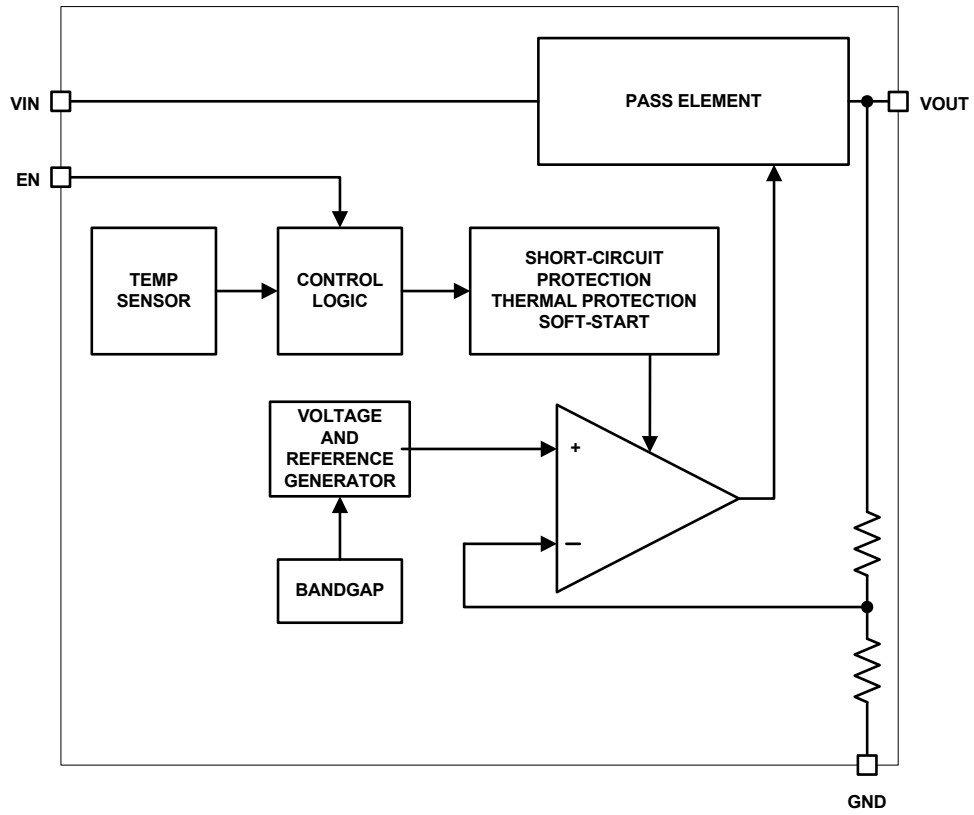 PASS ELEMENT
VIN
VOUT
EN
TEMP
SENSOR
CONTROL
LOGIC
SHORT-CIRCUIT
PROTECTION
THERMAL PROTECTION
SOFT-START
VOLTAGE
AND
REFERENCE
GENERATOR
+
−
BANDGAP
GND